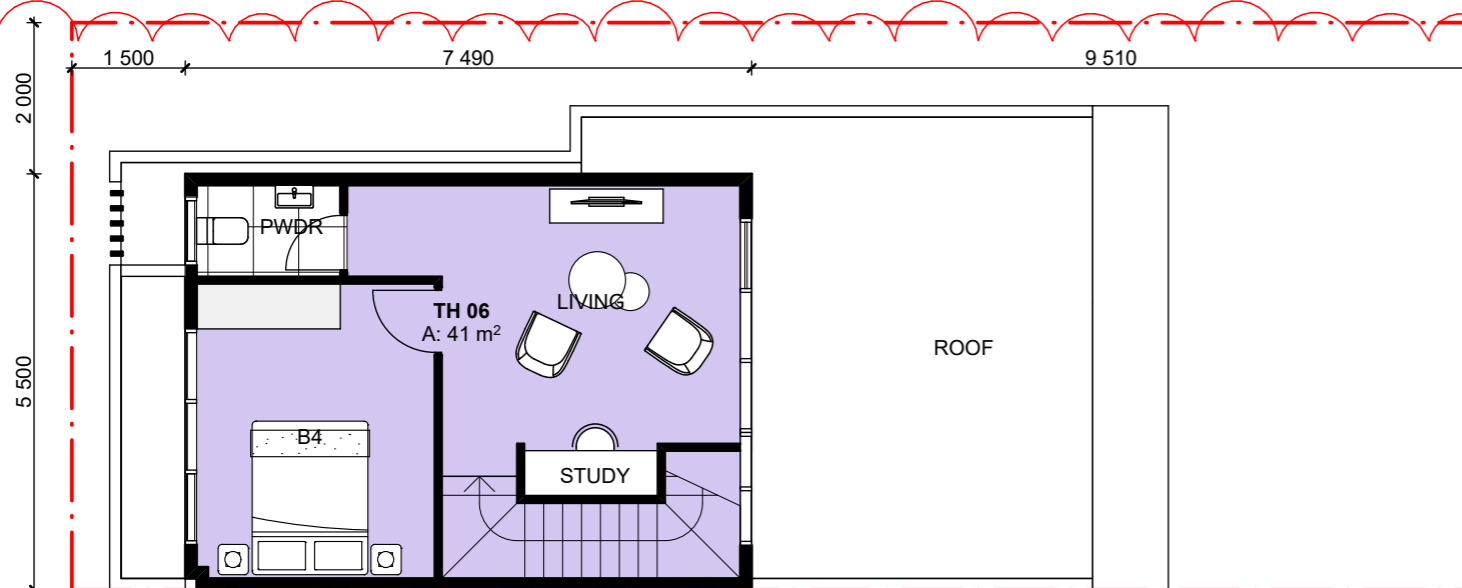 1 500
7 490
9 510
2 000
PWDR
LIVING
TH 06
A: 41 m²
ROOF
5 500
B4
STUDY